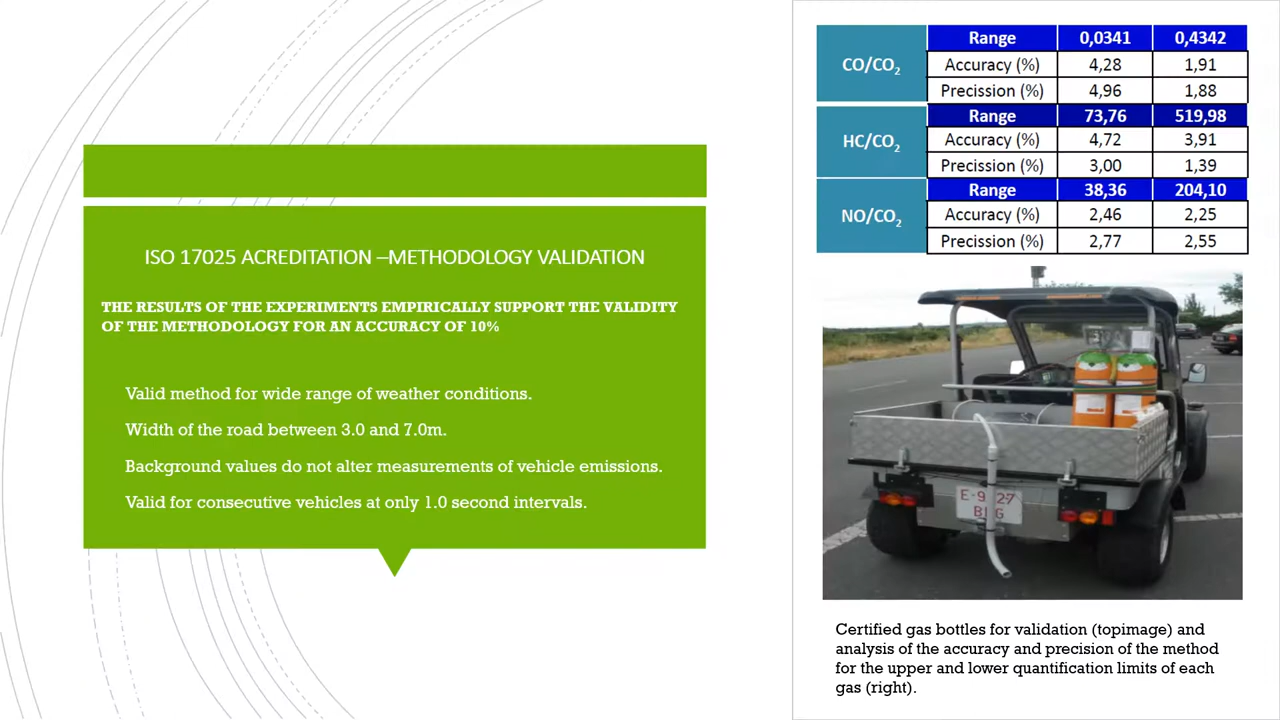 ISO 17025 ACREDITATION –METHODOLOGY VALIDATION
THE RESULTS OF THE EXPERIMENTS EMPIRICALLY SUPPORT THE VALIDITY
OF THE METHODOLOGY FOR AN ACCURACY OF 10%
Valid method for wide range of weather conditions.
Width of the road between 3.0 and 7.0m.
Background values do not alter measurements of vehicle emissions.
Valid for consecutive vehicles at only 1.0 second intervals.
CO/CO₂
Range 0,0341 0,4342
Accuracy (%) 4,28 1,91
Precission (%) 4,96 1,88
HC/CO₂
Range 73,76 519,98
Accuracy (%) 4,72 3,91
Precission (%) 3,00 1,39
NO/CO₂
Range 38,36 204,10
Accuracy (%) 2,46 2,25
Precission (%) 2,77 2,55
Certified gas bottles for validation (topimage) and
analysis of the accuracy and precision of the method
for the upper and lower quantification limits of each
gas (right).